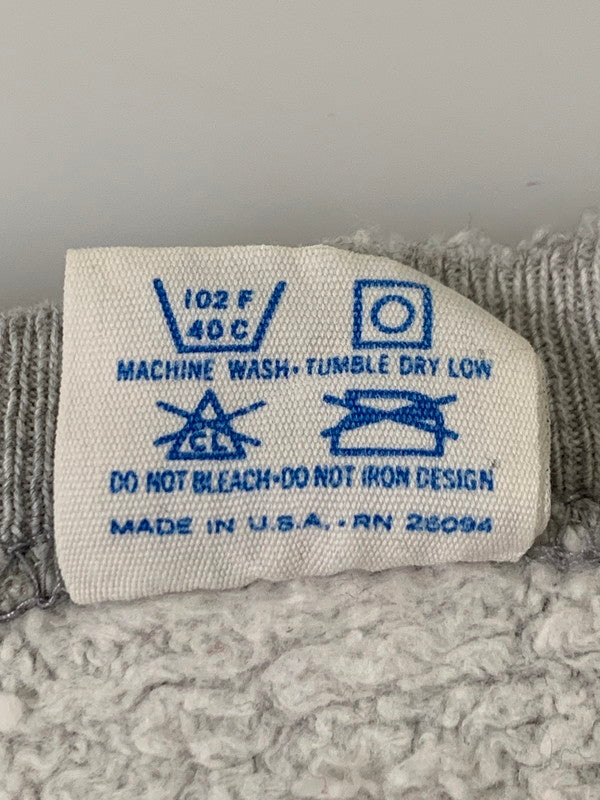 102 F
40 C
MACHINE WASH • TUMBLE DRY LOW
CL
DO NOT BLEACH • DO NOT IRON DESIGN
MADE IN U.S.A. • RN 26094